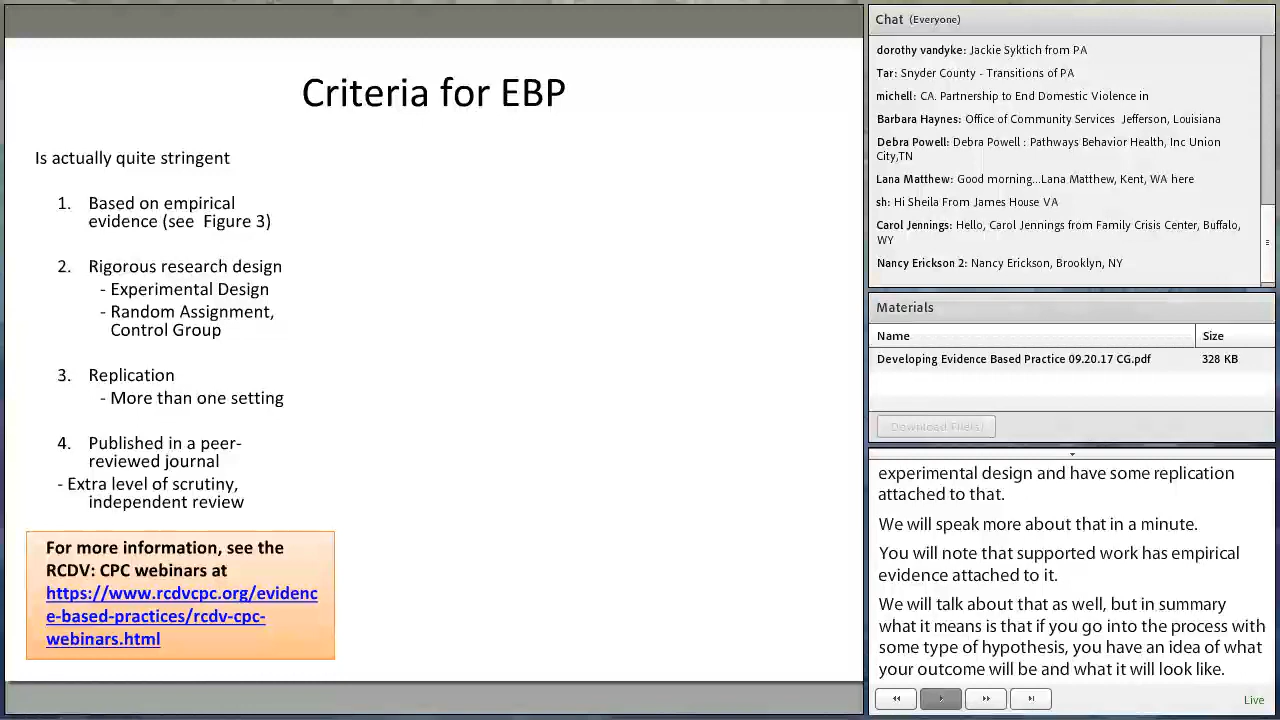 Criteria for EBP
Is actually quite stringent
1. Based on empirical
evidence (see Figure 3)
2. Rigorous research design
- Experimental Design
- Random Assignment,
Control Group
3. Replication
- More than one setting
4. Published in a peer-
reviewed journal
- Extra level of scrutiny,
independent review
For more information, see the
RCDV: CPC webinars at
https://www.rcdvcpc.org/evidenc
e-based-practices/rcdv-cpc-
webinars.html
Chat (Everyone)
dorothy vandyke: Jackie Syktich from PA
Tar: Snyder County - Transitions of PA
michell: CA. Partnership to End Domestic Violence in
Barbara Haynes: Office of Community Services Jefferson, Louisiana
Debra Powell: Debra Powell : Pathways Behavior Health, Inc Union
City,TN
Lana Matthew: Good morning...Lana Matthew, Kent, WA here
sh: Hi Sheila From James House VA
Carol Jennings: Hello, Carol Jennings from Family Crisis Center, Buffalo,
WY
Nancy Erickson 2: Nancy Erickson, Brooklyn, NY
Materials
Name Size
Developing Evidence Based Practice 09.20.17 CG.pdf 328 KB
Download File(s)
experimental design and have some replication
attached to that.
We will speak more about that in a minute.
You will note that supported work has empirical
evidence attached to it.
We will talk about that as well, but in summary
what it means is that if you go into the process with
some type of hypothesis, you have an idea of what
your outcome will be and what it will look like.
Live